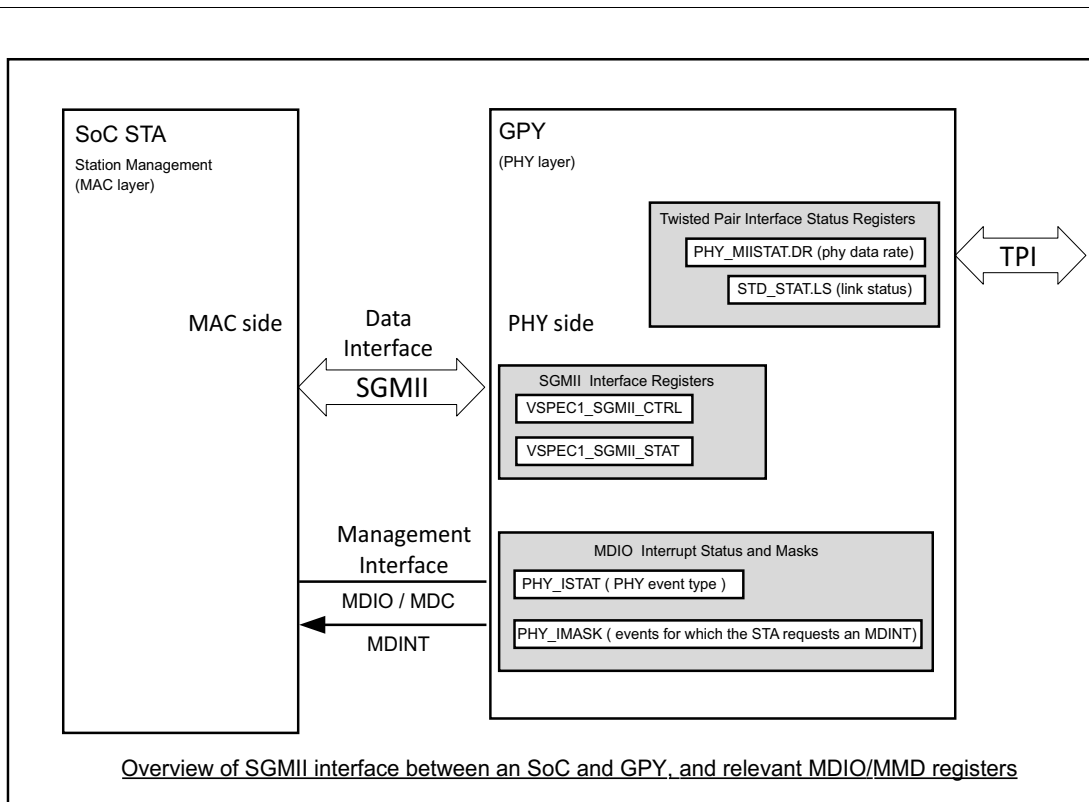 SoC STA
Station Management
(MAC layer)
MAC side
Data
Interface
SGMII
Management
Interface
MDIO / MDC
MDINT
GPY
(PHY layer)
Twisted Pair Interface Status Registers
PHY_MIISTAT.DR (phy data rate)
STD_STAT.LS (link status)
TPI
PHY side
SGMII Interface Registers
VSPEC1_SGMII_CTRL
VSPEC1_SGMII_STAT
MDIO Interrupt Status and Masks
PHY_ISTAT ( PHY event type )
PHY_IMASK ( events for which the STA requests an MDINT)
Overview of SGMII interface between an SoC and GPY, and relevant MDIO/MMD registers